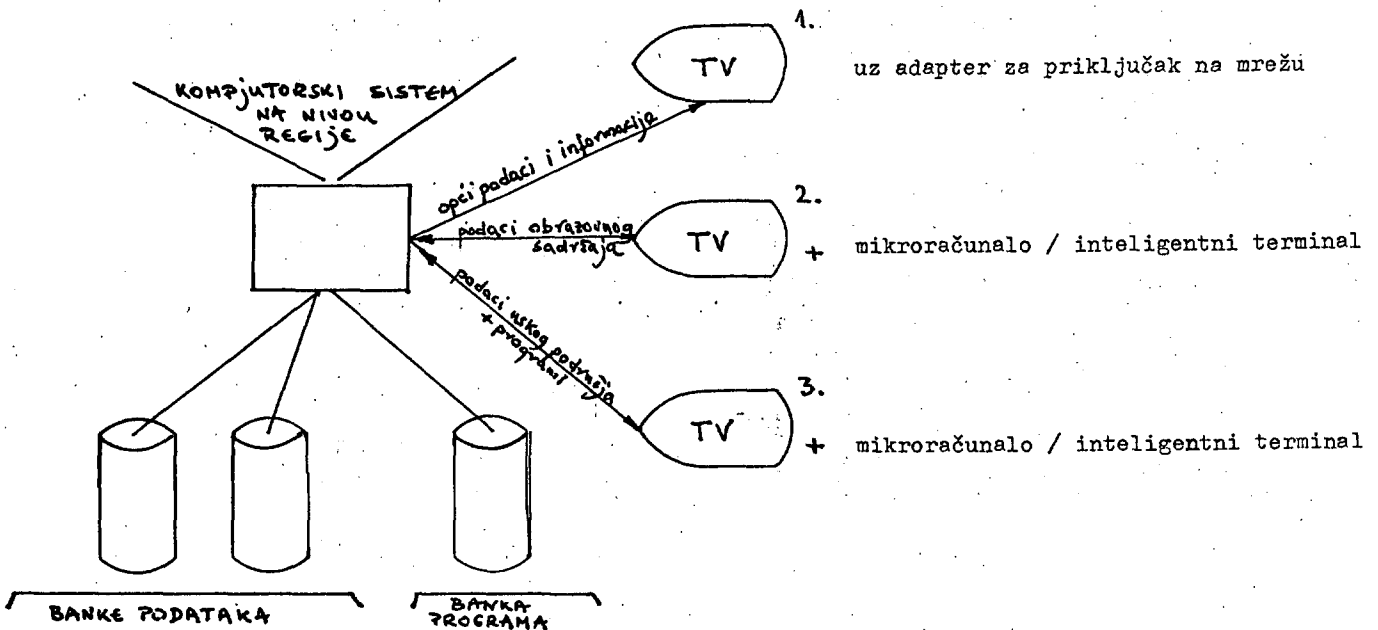 1.
TV
uz adapter za priključak na mrežu
KOMPJUTORSKI SISTEM
NA NIVOU
REGIJE
opći podaci i informacije
2.
podaci obrazovnog
sadržaja
TV
+ mikroračunalo / inteligentni terminal
podaci uskog područja
+ programi
3.
TV
+ mikroračunalo / inteligentni terminal
BANKE PODATAKA
BANKA
PROGRAMA